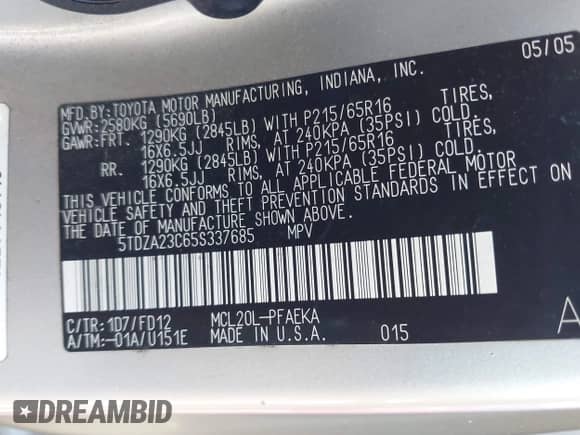 05/05
MFD.BY:TOYOTA MOTOR MANUFACTURING, INDIANA, INC.
GVWR:2580KG (5690LB)
GAWR:FRT. 1290KG (2845LB) WITH P215/65R16 TIRES,
16X6.5JJ RIMS, AT 240KPA (35PSI) COLD.
RR. 1290KG (2845LB) WITH P215/65R16 TIRES,
16X6.5JJ RIMS, AT 240KPA (35PSI) COLD.
THIS VEHICLE CONFORMS TO ALL APPLICABLE FEDERAL MOTOR
VEHICLE SAFETY AND THEFT PREVENTION STANDARDS IN EFFECT ON
THE DATE OF MANUFACTURE SHOWN ABOVE.
5TDZA23C65S337685 MPV
C/TR:1D7/FD12 MCL20L-PFAEKA A
A/TM:-01A/U151E MADE IN U.S.A. 015
DREAMBID